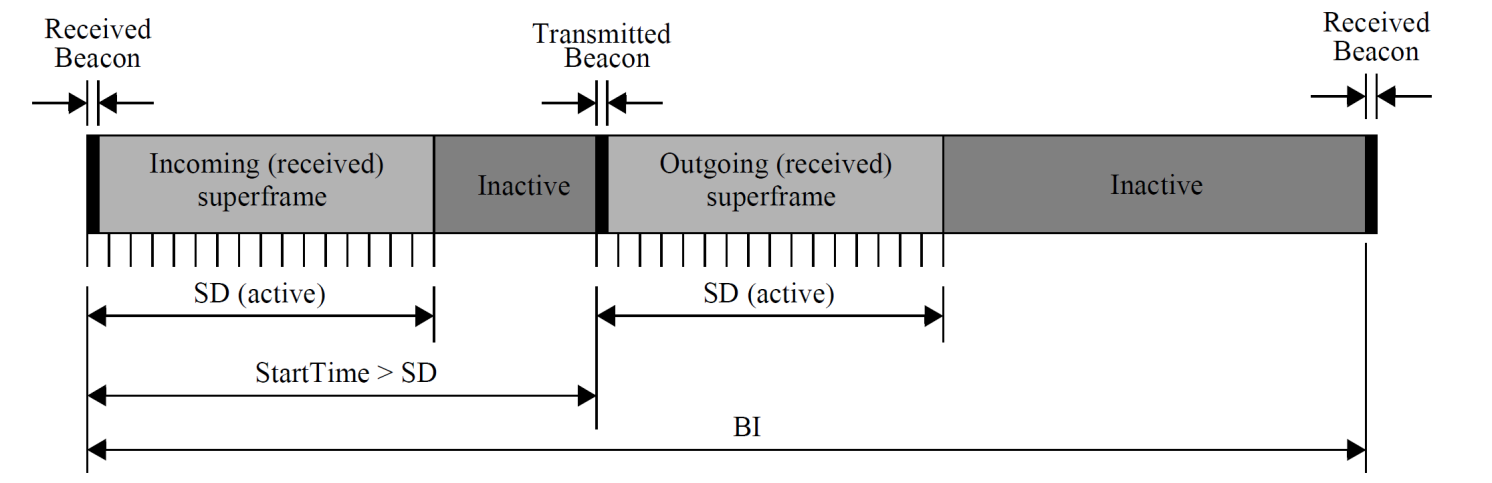 Received
Beacon
Transmitted
Beacon
Received
Beacon
Incoming (received)
superframe
Inactive
Outgoing (received)
superframe
Inactive
SD (active)
SD (active)
StartTime > SD
BI